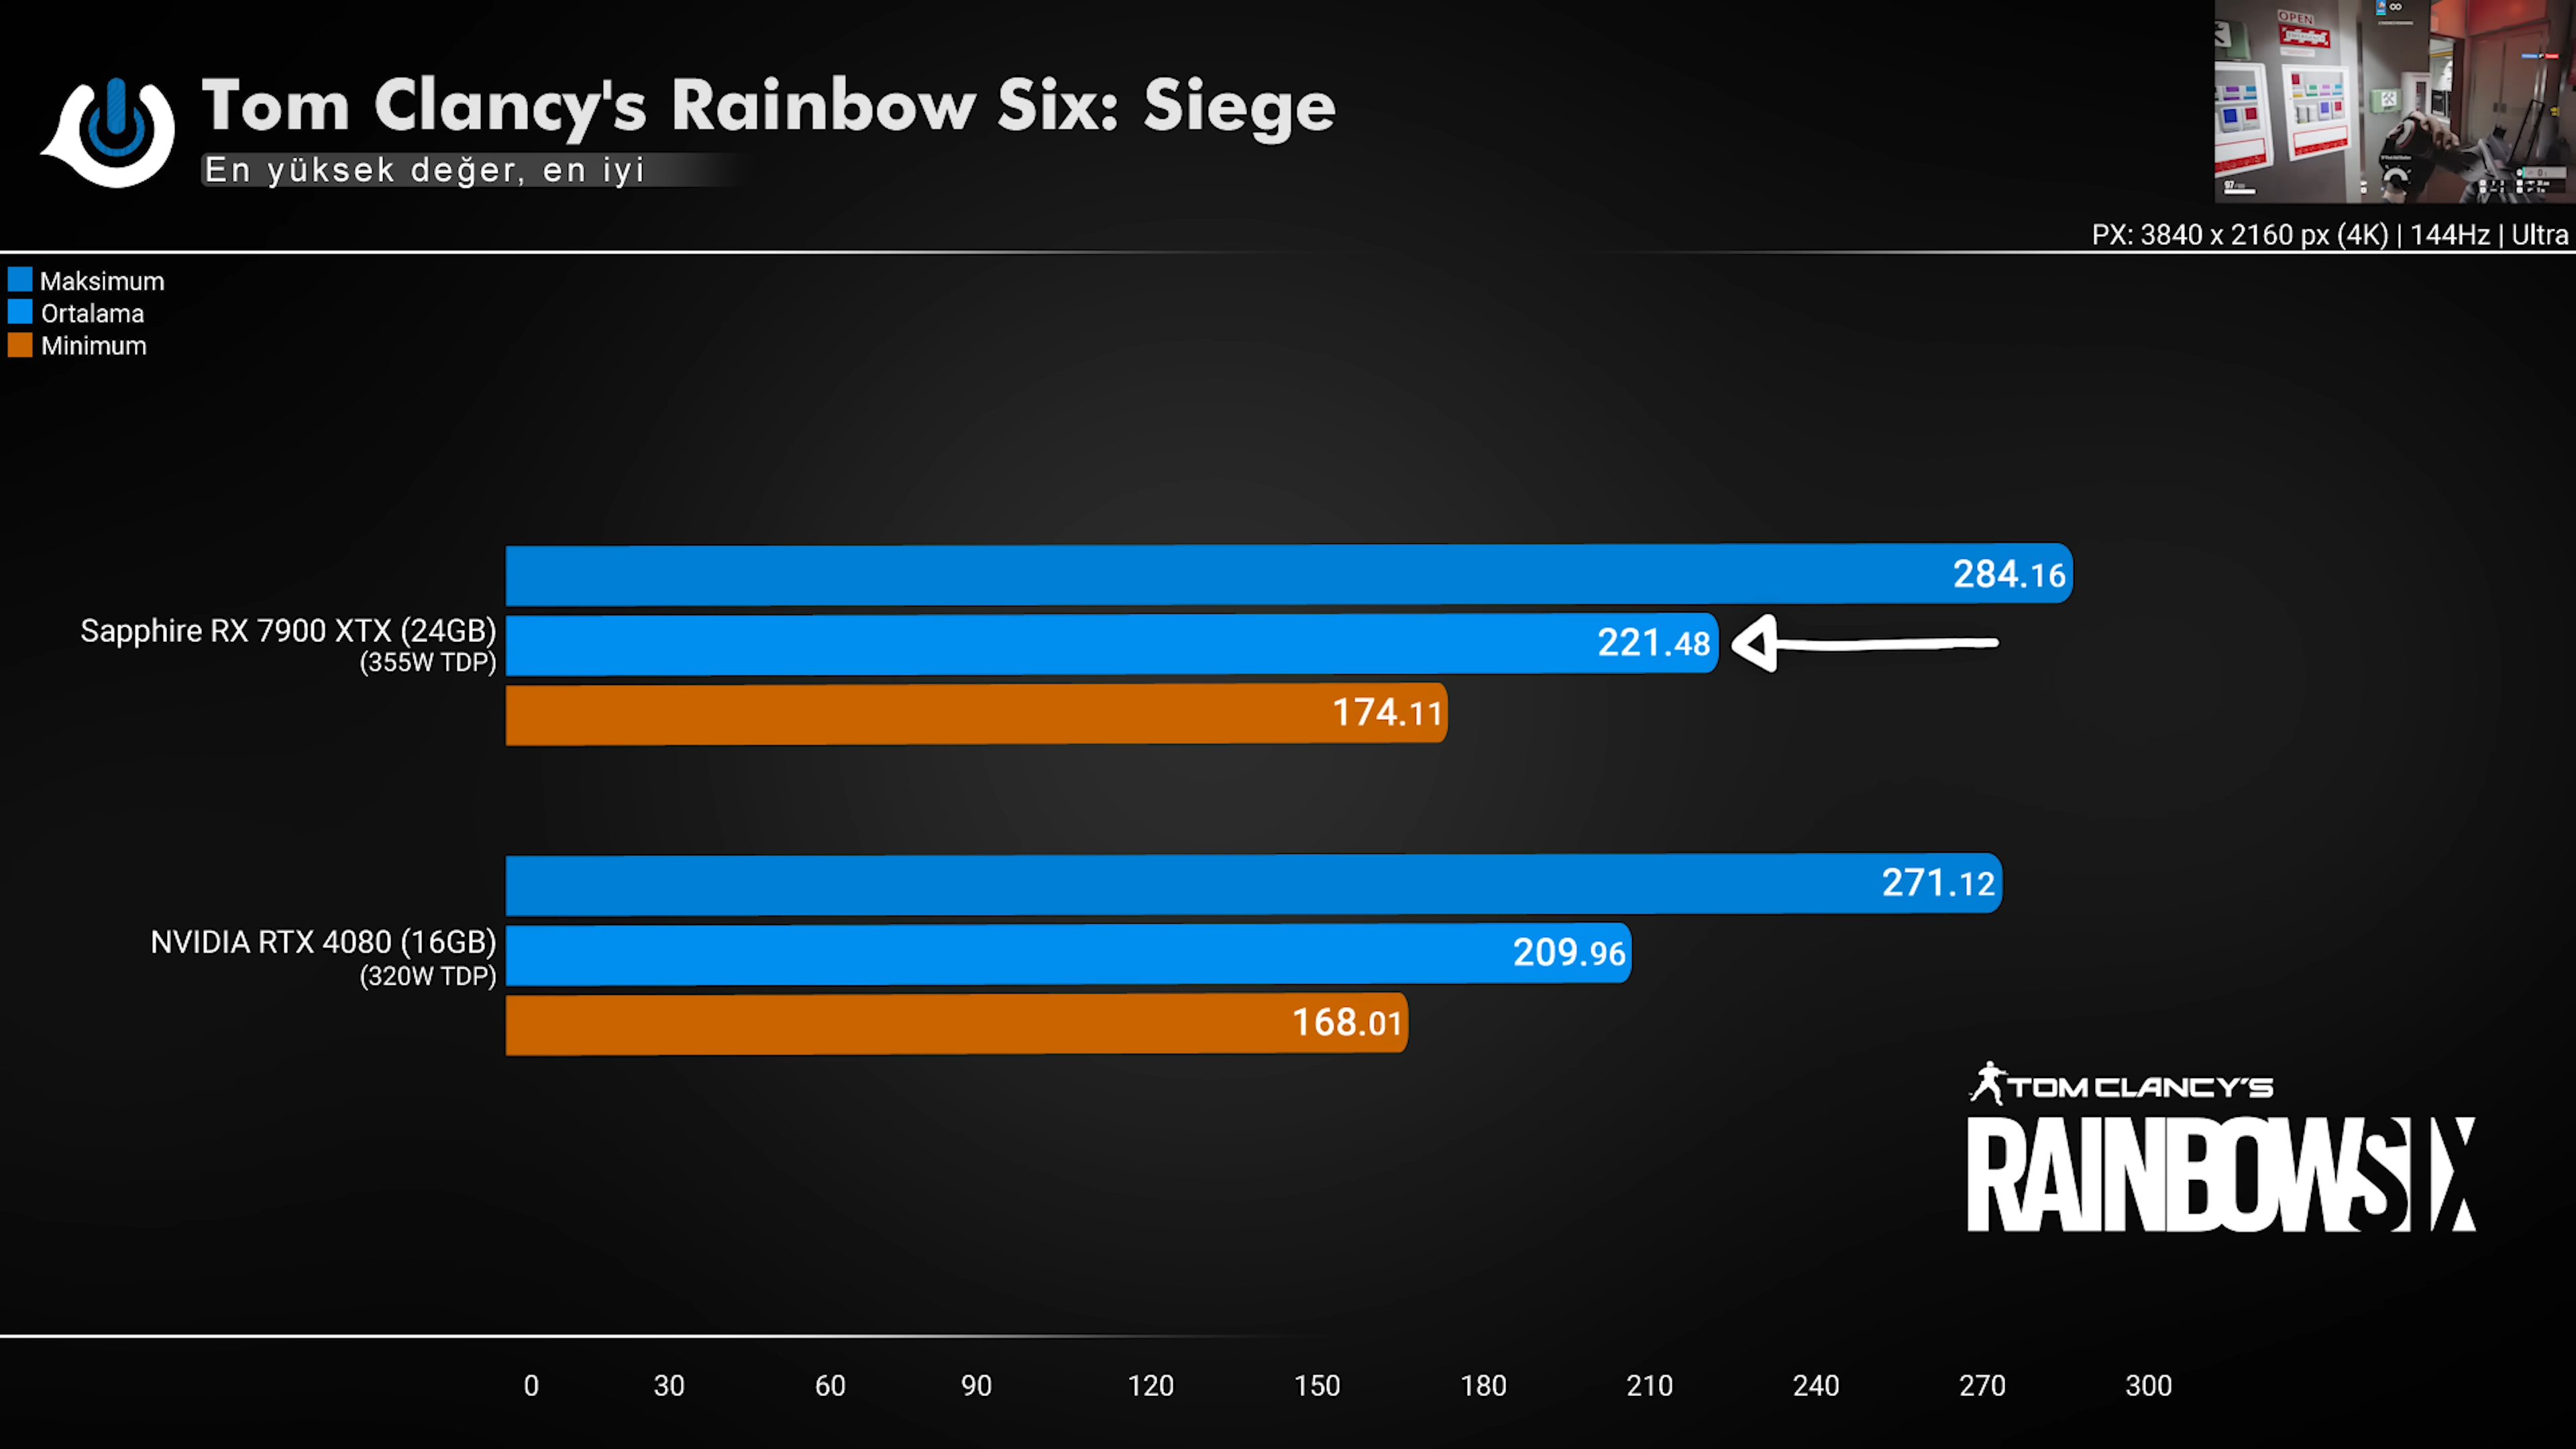 Tom Clancy's Rainbow Six: Siege
En yüksek değer, en iyi
OPEN
97
PX: 3840 x 2160 px (4K) | 144Hz | Ultra
Maksimum
Ortalama
Minimum
284.16
Sapphire RX 7900 XTX (24GB)
(355W TDP)
221.48
174.11
271.12
NVIDIA RTX 4080 (16GB)
(320W TDP)
209.96
168.01
TOM CLANCY'S
RAINBOWSIX
0 30 60 90 120 150 180 210 240 270 300